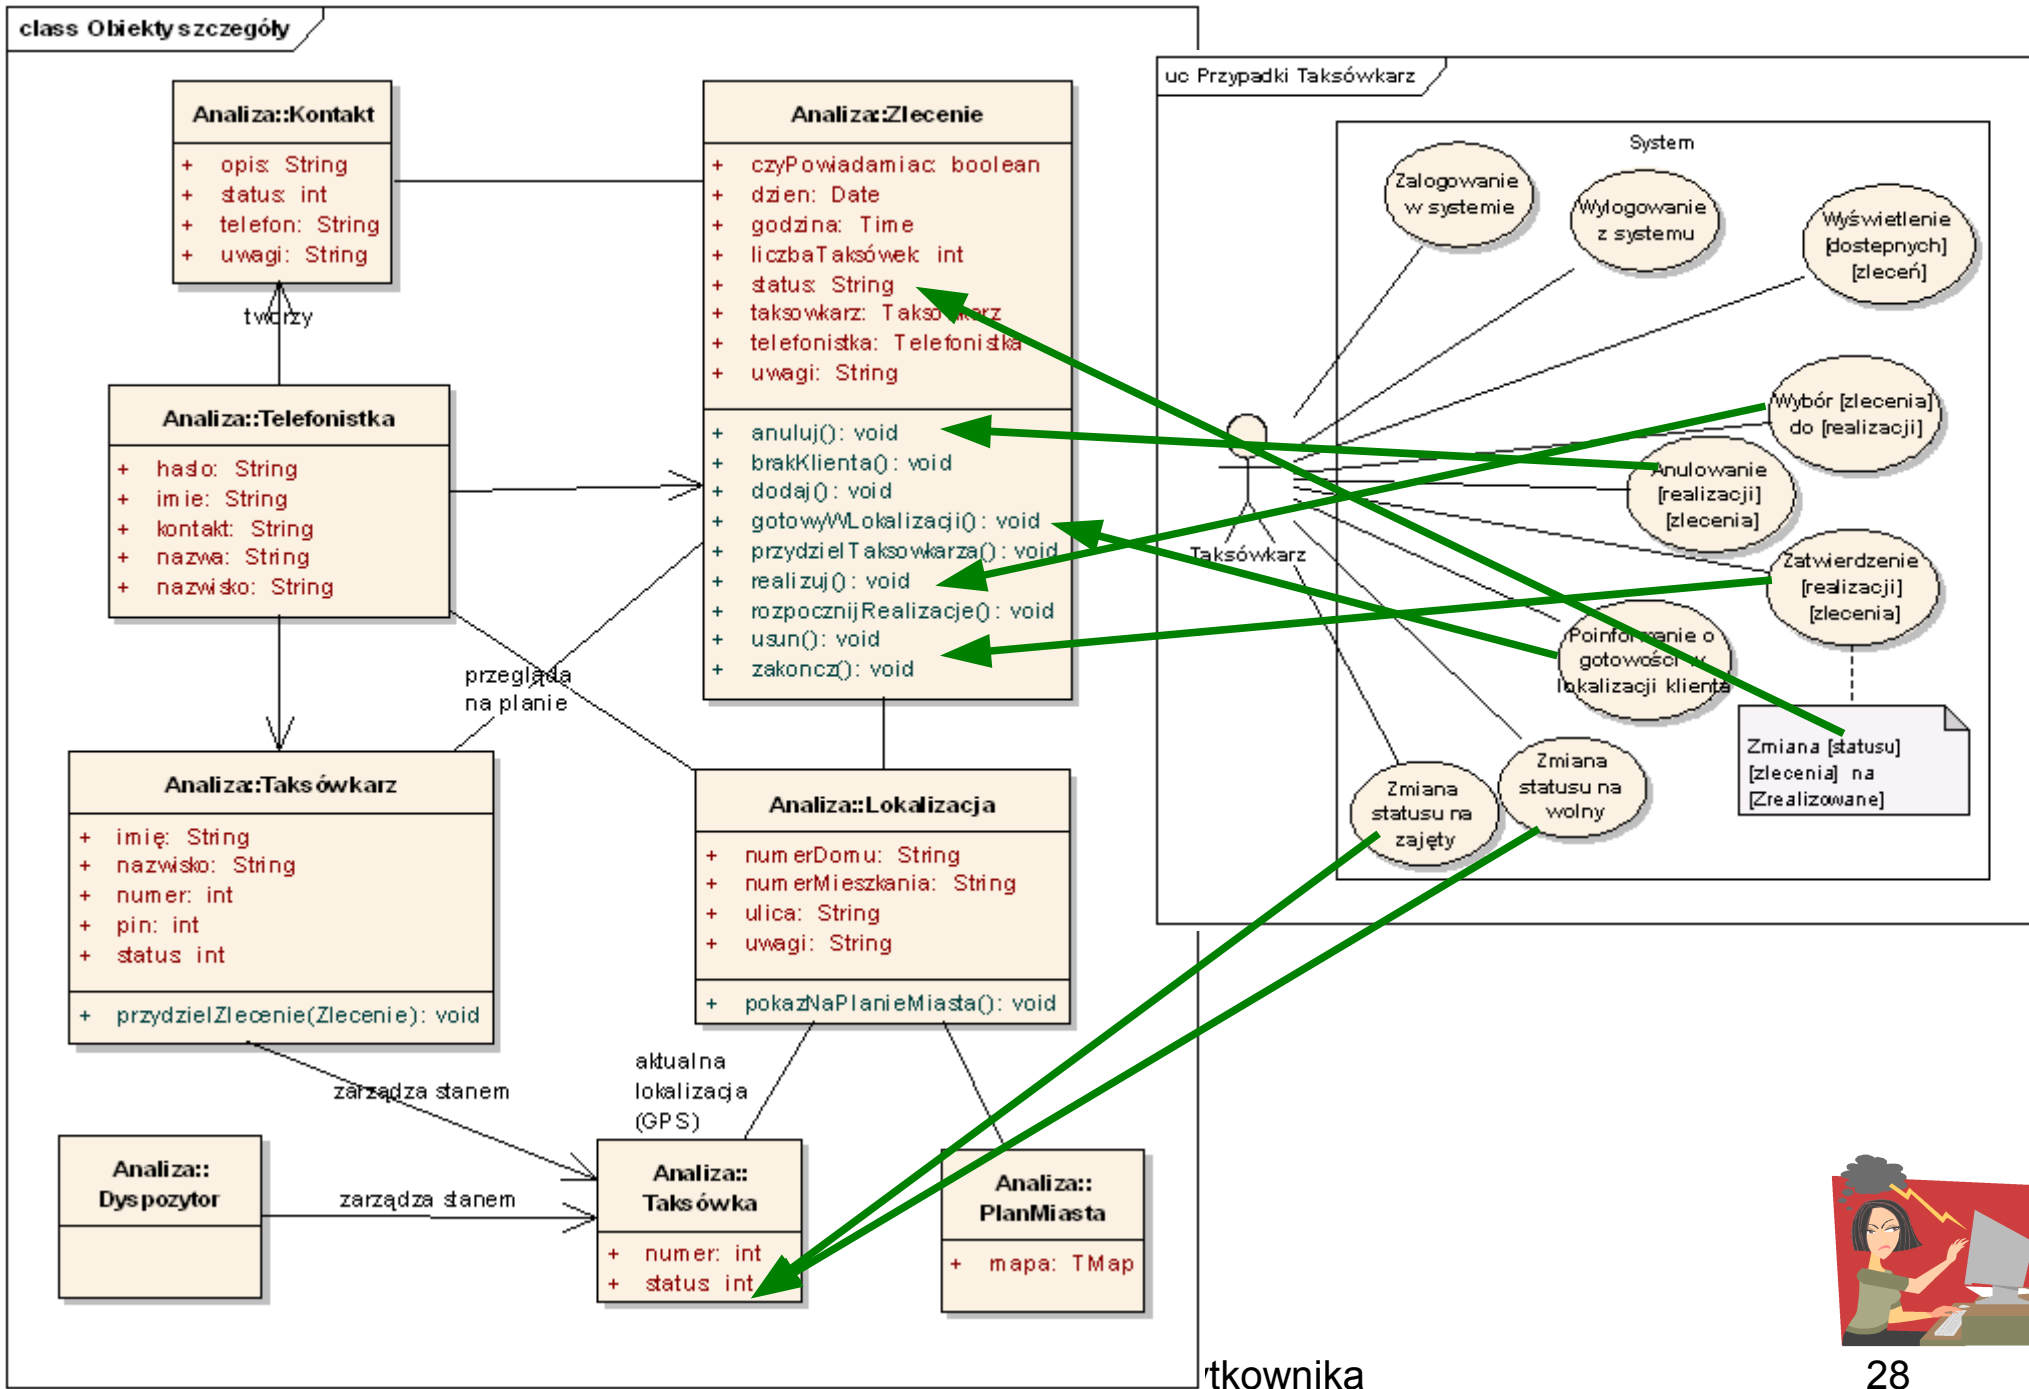 class Obiekty szczegóły
Analiza::Kontakt
+ opis: String
+ status: int
+ telefon: String
+ uwagi: String
tworzy
Analiza::Telefonistka
+ haslo: String
+ imie: String
+ kontakt: String
+ nazwa: String
+ nazwisko: String
Analiza::Zlecenie
+ czyPowiadamiac: boolean
+ dzien: Date
+ godzina: Time
+ liczbaTaksówek: int
+ status: String
+ taksowkarz: Taksowkarz
+ telefonistka: Telefonistka
+ uwagi: String
+ anuluj(): void
+ brakKlienta(): void
+ dodaj(): void
+ gotowyWLokalizacji(): void
+ przydzielTaksowkarza(): void
+ realizuj(): void
+ rozpocznijRealizacje(): void
+ usun(): void
+ zakoncz(): void
przegląda
na planie
Analiza::Taksówkarz
+ imię: String
+ nazwisko: String
+ numer: int
+ pin: int
+ status: int
+ przydzielZlecenie(Zlecenie): void
Analiza::Lokalizacja
+ numerDomu: String
+ numerMieszkania: String
+ ulica: String
+ uwagi: String
+ pokazNaPlanieMiasta(): void
zarządza stanem
aktualna
lokalizacja
(GPS)
Analiza::
Dyspozytor
zarządza stanem
Analiza::
Taksówka
+ numer: int
+ status: int
Analiza::
PlanMiasta
+ mapa: TMap
uc Przypadki Taksówkarz
System
Zalogowanie
w systemie
Wylogowanie
z systemu
Wyświetlenie
[dostepnych]
[zleceń]
Wybór [zlecenia]
do [realizacji]
Anulowanie
[realizacji]
[zlecenia]
Taksówkarz
Zatwierdzenie
[realizacji]
[zlecenia]
Poinformowanie o
gotowości w
lokalizacji klienta
Zmiana [statusu]
[zlecenia] na
[Zrealizowane]
Zmiana
statusu na
wolny
Zmiana
statusu na
zajęty
ytkownika
28